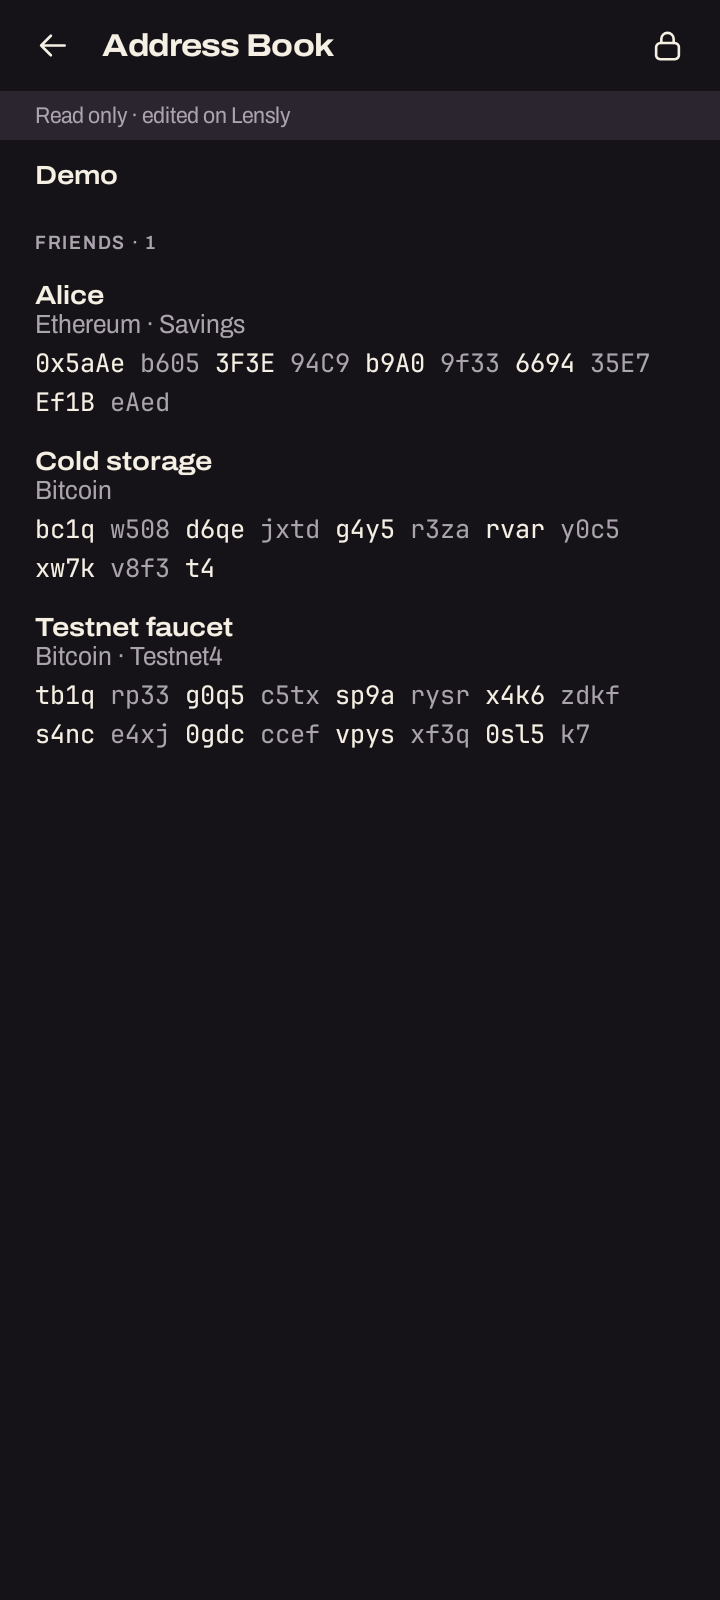 Address Book
Read only · edited on Lensly
Demo
FRIENDS · 1
Alice
Ethereum · Savings
0x5aAe b605 3F3E 94C9 b9A0 9f33 6694 35E7
Ef1B eAed
Cold storage
Bitcoin
bc1q w508 d6qe jxtd g4y5 r3za rvar y0c5
xw7k v8f3 t4
Testnet faucet
Bitcoin · Testnet4
tb1q rp33 g0q5 c5tx sp9a rysr x4k6 zdkf
s4nc e4xj 0gdc ccef vpys xf3q 0sl5 k7